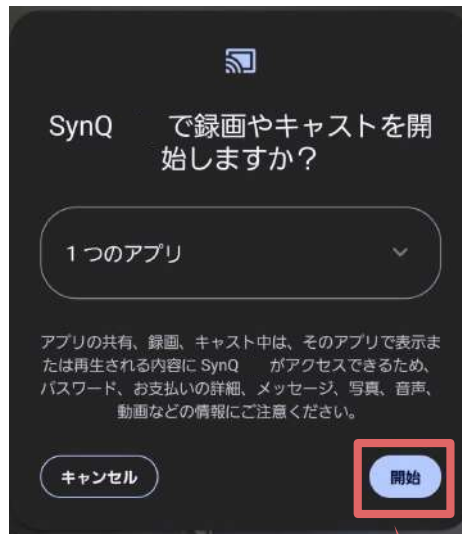 SynQ で録画やキャストを開
始しますか？
1 つのアプリ
アプリの共有、録画、キャスト中は、そのアプリで表示ま
たは再生される内容に SynQ がアクセスできるため、
パスワード、お支払いの詳細、メッセージ、写真、音声、
動画などの情報にご注意ください。
キャンセル
開始